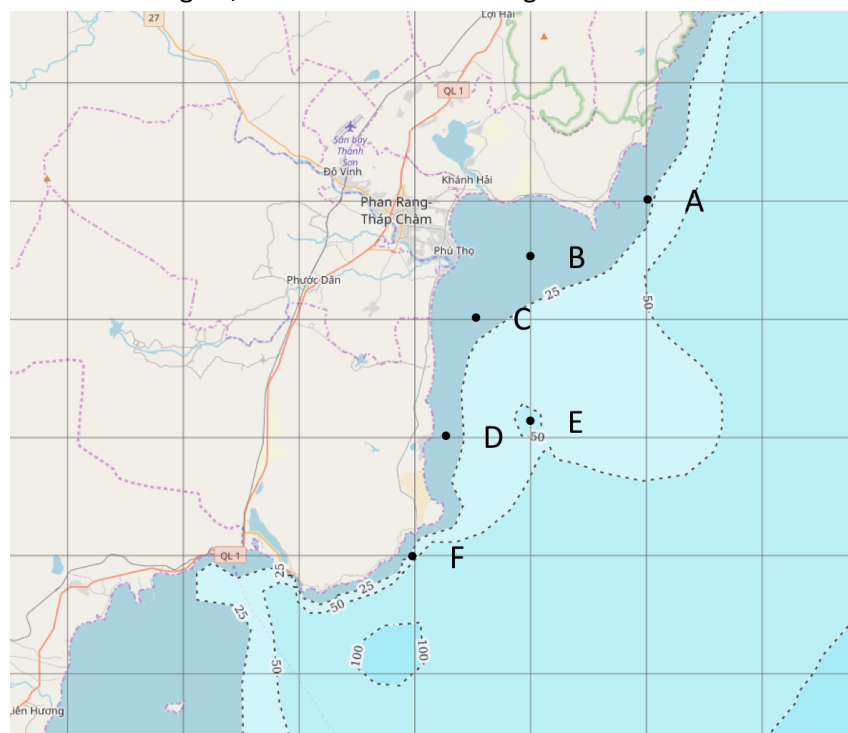 27
Lợi Hải
QL 1
Sân bay
Thành
Sơn
Đô Vinh
Khánh Hải
Phan Rang-
Tháp Chàm
A
Phú Thọ
B
Phước Dân
25
50
C
E
D
50
QL 1
F
25
25
50
25
100
100
50
Liên Hương